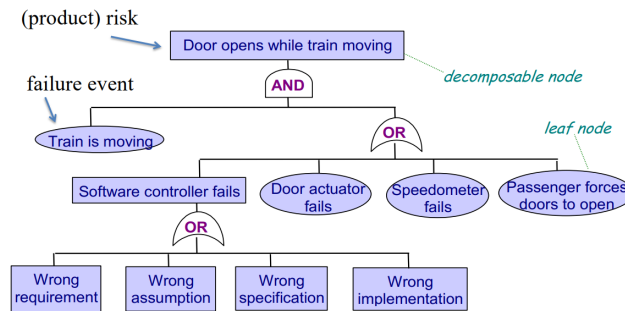 (product) risk
Door opens while train moving
decomposable node
AND
failure event
leaf node
Train is moving
OR
Software controller fails
Door actuator
fails
Speedometer
fails
Passenger forces
doors to open
OR
Wrong
requirement
Wrong
assumption
Wrong
specification
Wrong
implementation